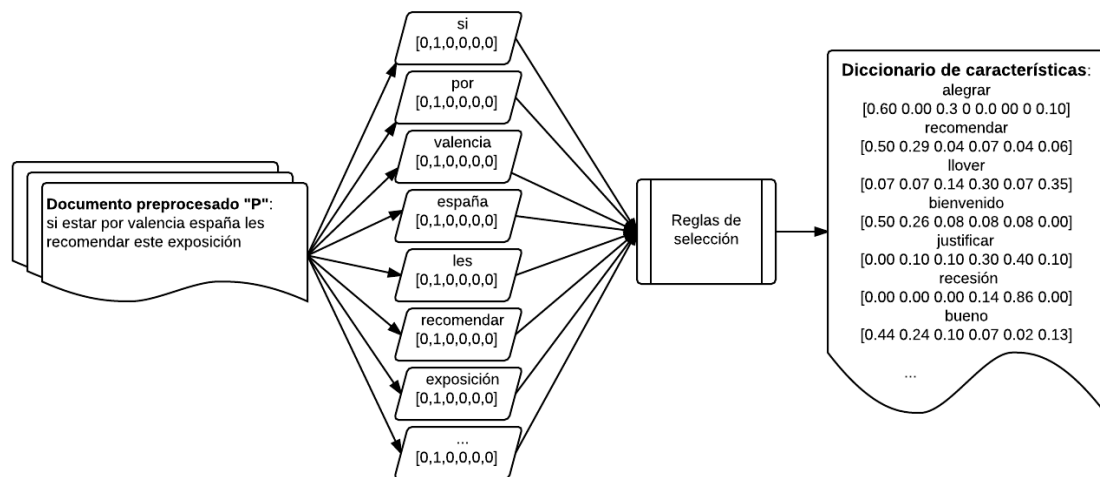 Documento preprocesado "P":
si estar por valencia españa les
recomendar este exposición
si
[0,1,0,0,0,0]
por
[0,1,0,0,0,0]
valencia
[0,1,0,0,0,0]
españa
[0,1,0,0,0,0]
les
[0,1,0,0,0,0]
recomendar
[0,1,0,0,0,0]
exposición
[0,1,0,0,0,0]
...
[0,1,0,0,0,0]
Reglas de
selección
Diccionario de características:
alegrar
[0.60 0.00 0.3 0 0.0 00 0 0.10]
recomendar
[0.50 0.29 0.04 0.07 0.04 0.06]
llover
[0.07 0.07 0.14 0.30 0.07 0.35]
bienvenido
[0.50 0.26 0.08 0.08 0.08 0.00]
justificar
[0.00 0.10 0.10 0.30 0.40 0.10]
recesión
[0.00 0.00 0.00 0.14 0.86 0.00]
bueno
[0.44 0.24 0.10 0.07 0.02 0.13]
...